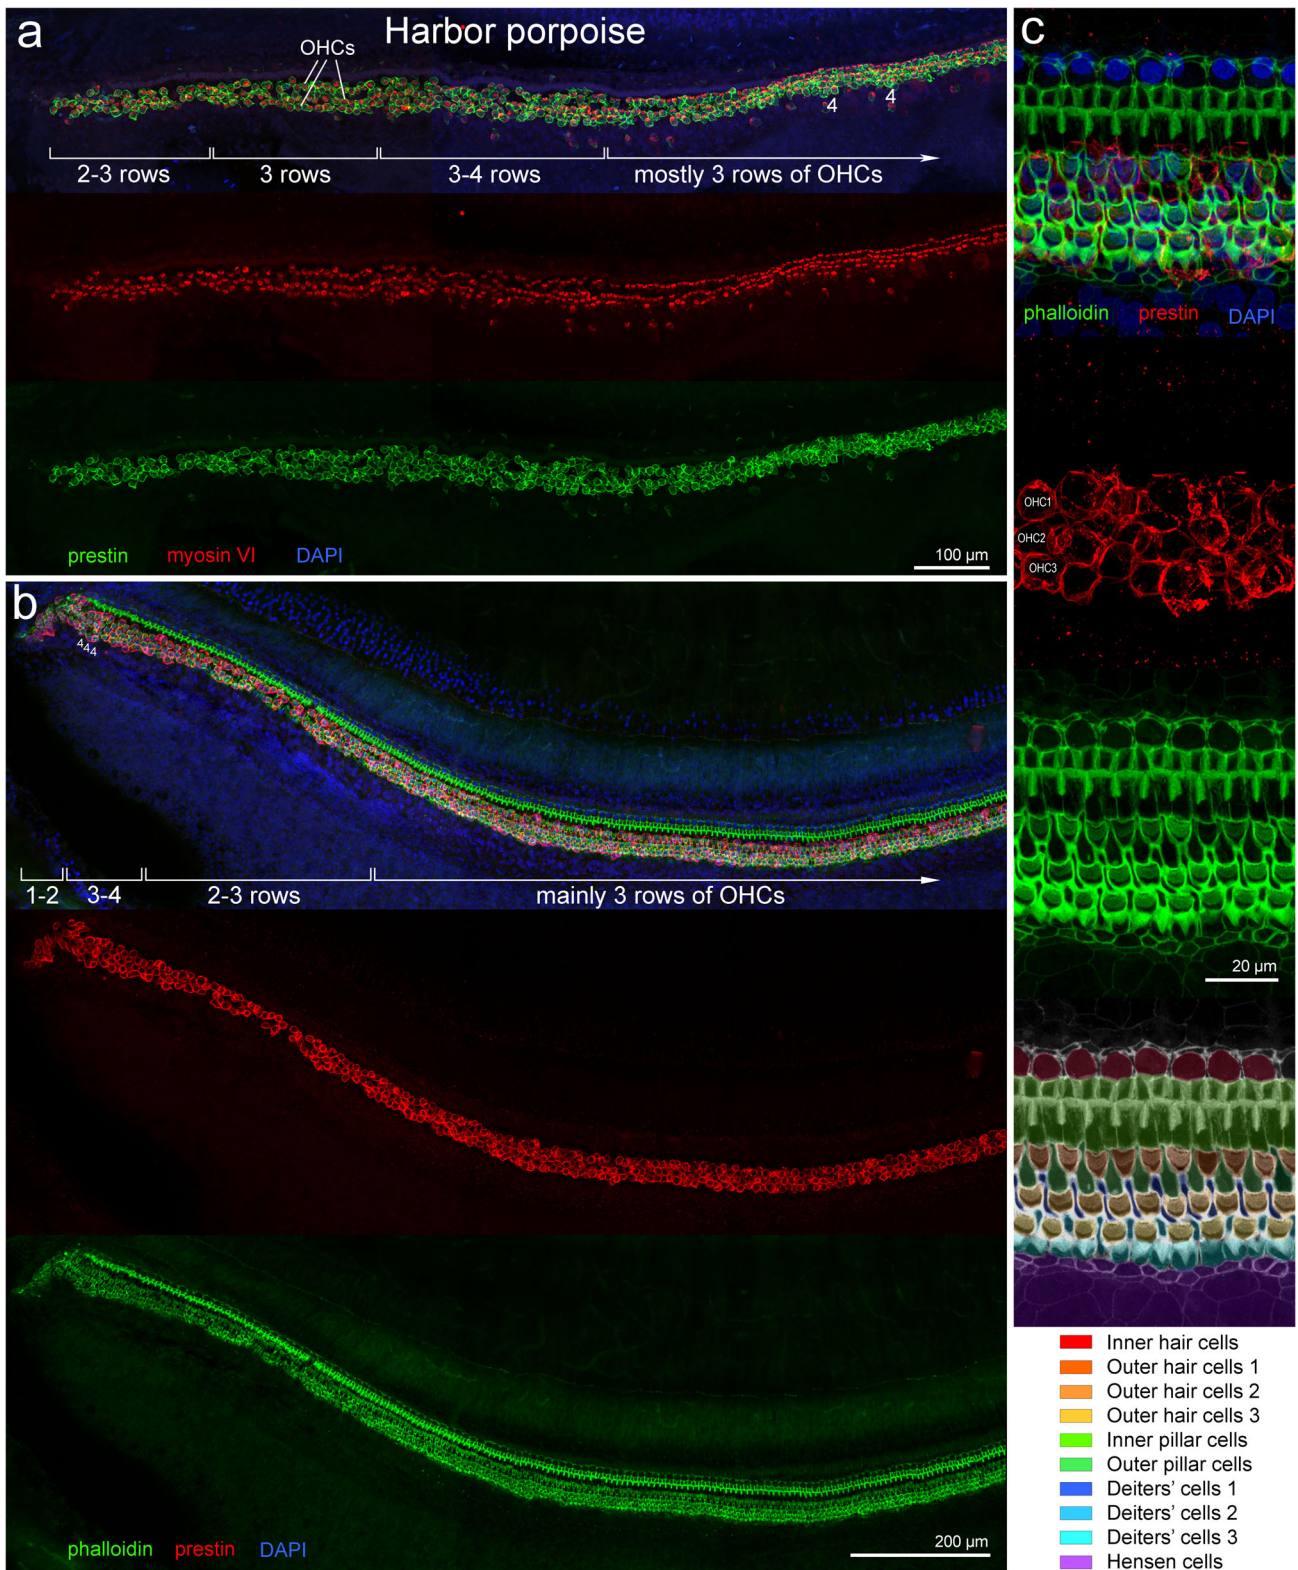 a
Harbor porpoise
OHCs
4
4
2-3 rows
3 rows
3-4 rows
mostly 3 rows of OHCs
prestin
myosin VI
DAPI
100 µm
b
4
4
4
1-2
3-4
2-3 rows
mainly 3 rows of OHCs
phalloidin
prestin
DAPI
200 µm
c
phalloidin
prestin
DAPI
OHC1
OHC2
OHC3
20 µm
Inner hair cells
Outer hair cells 1
Outer hair cells 2
Outer hair cells 3
Inner pillar cells
Outer pillar cells
Deiters’ cells 1
Deiters’ cells 2
Deiters’ cells 3
Hensen cells